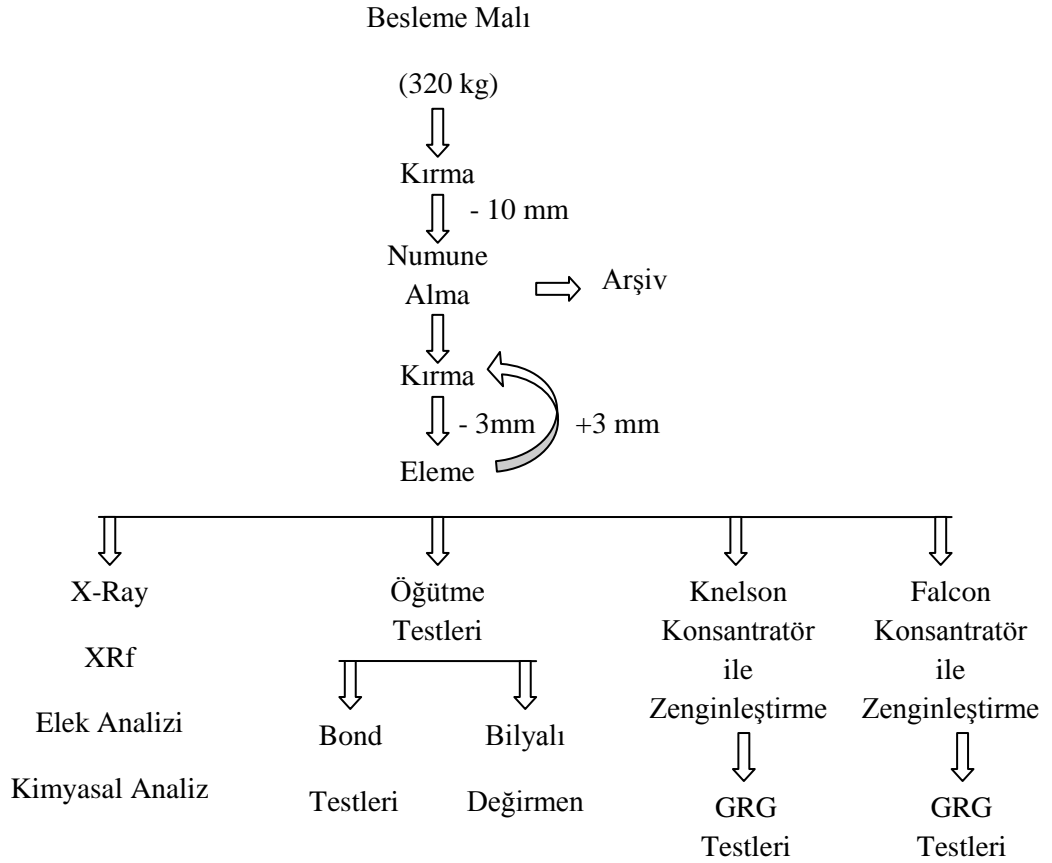 Besleme Malı
(320 kg)
Kırma
- 10 mm
Numune
Alma
Arşiv
Kırma
- 3mm
+3 mm
Eleme
X-Ray
XRf
Elek Analizi
Kimyasal Analiz
Öğütme
Testleri
Bond
Testleri
Bilyalı
Değirmen
Knelson
Konsantratör
ile
Zenginleştirme
GRG
Testleri
Falcon
Konsantratör
ile
Zenginleştirme
GRG
Testleri